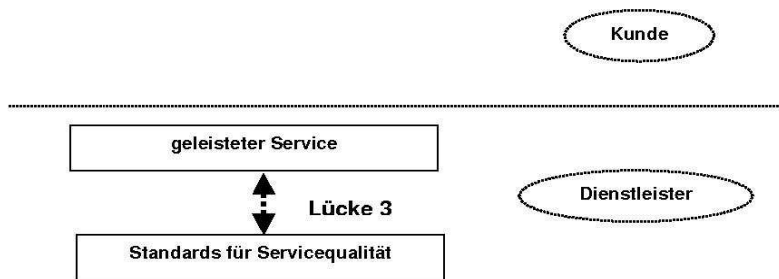 Kunde
geleisteter Service
Dienstleister
Lücke 3
Standards für Servicequalität